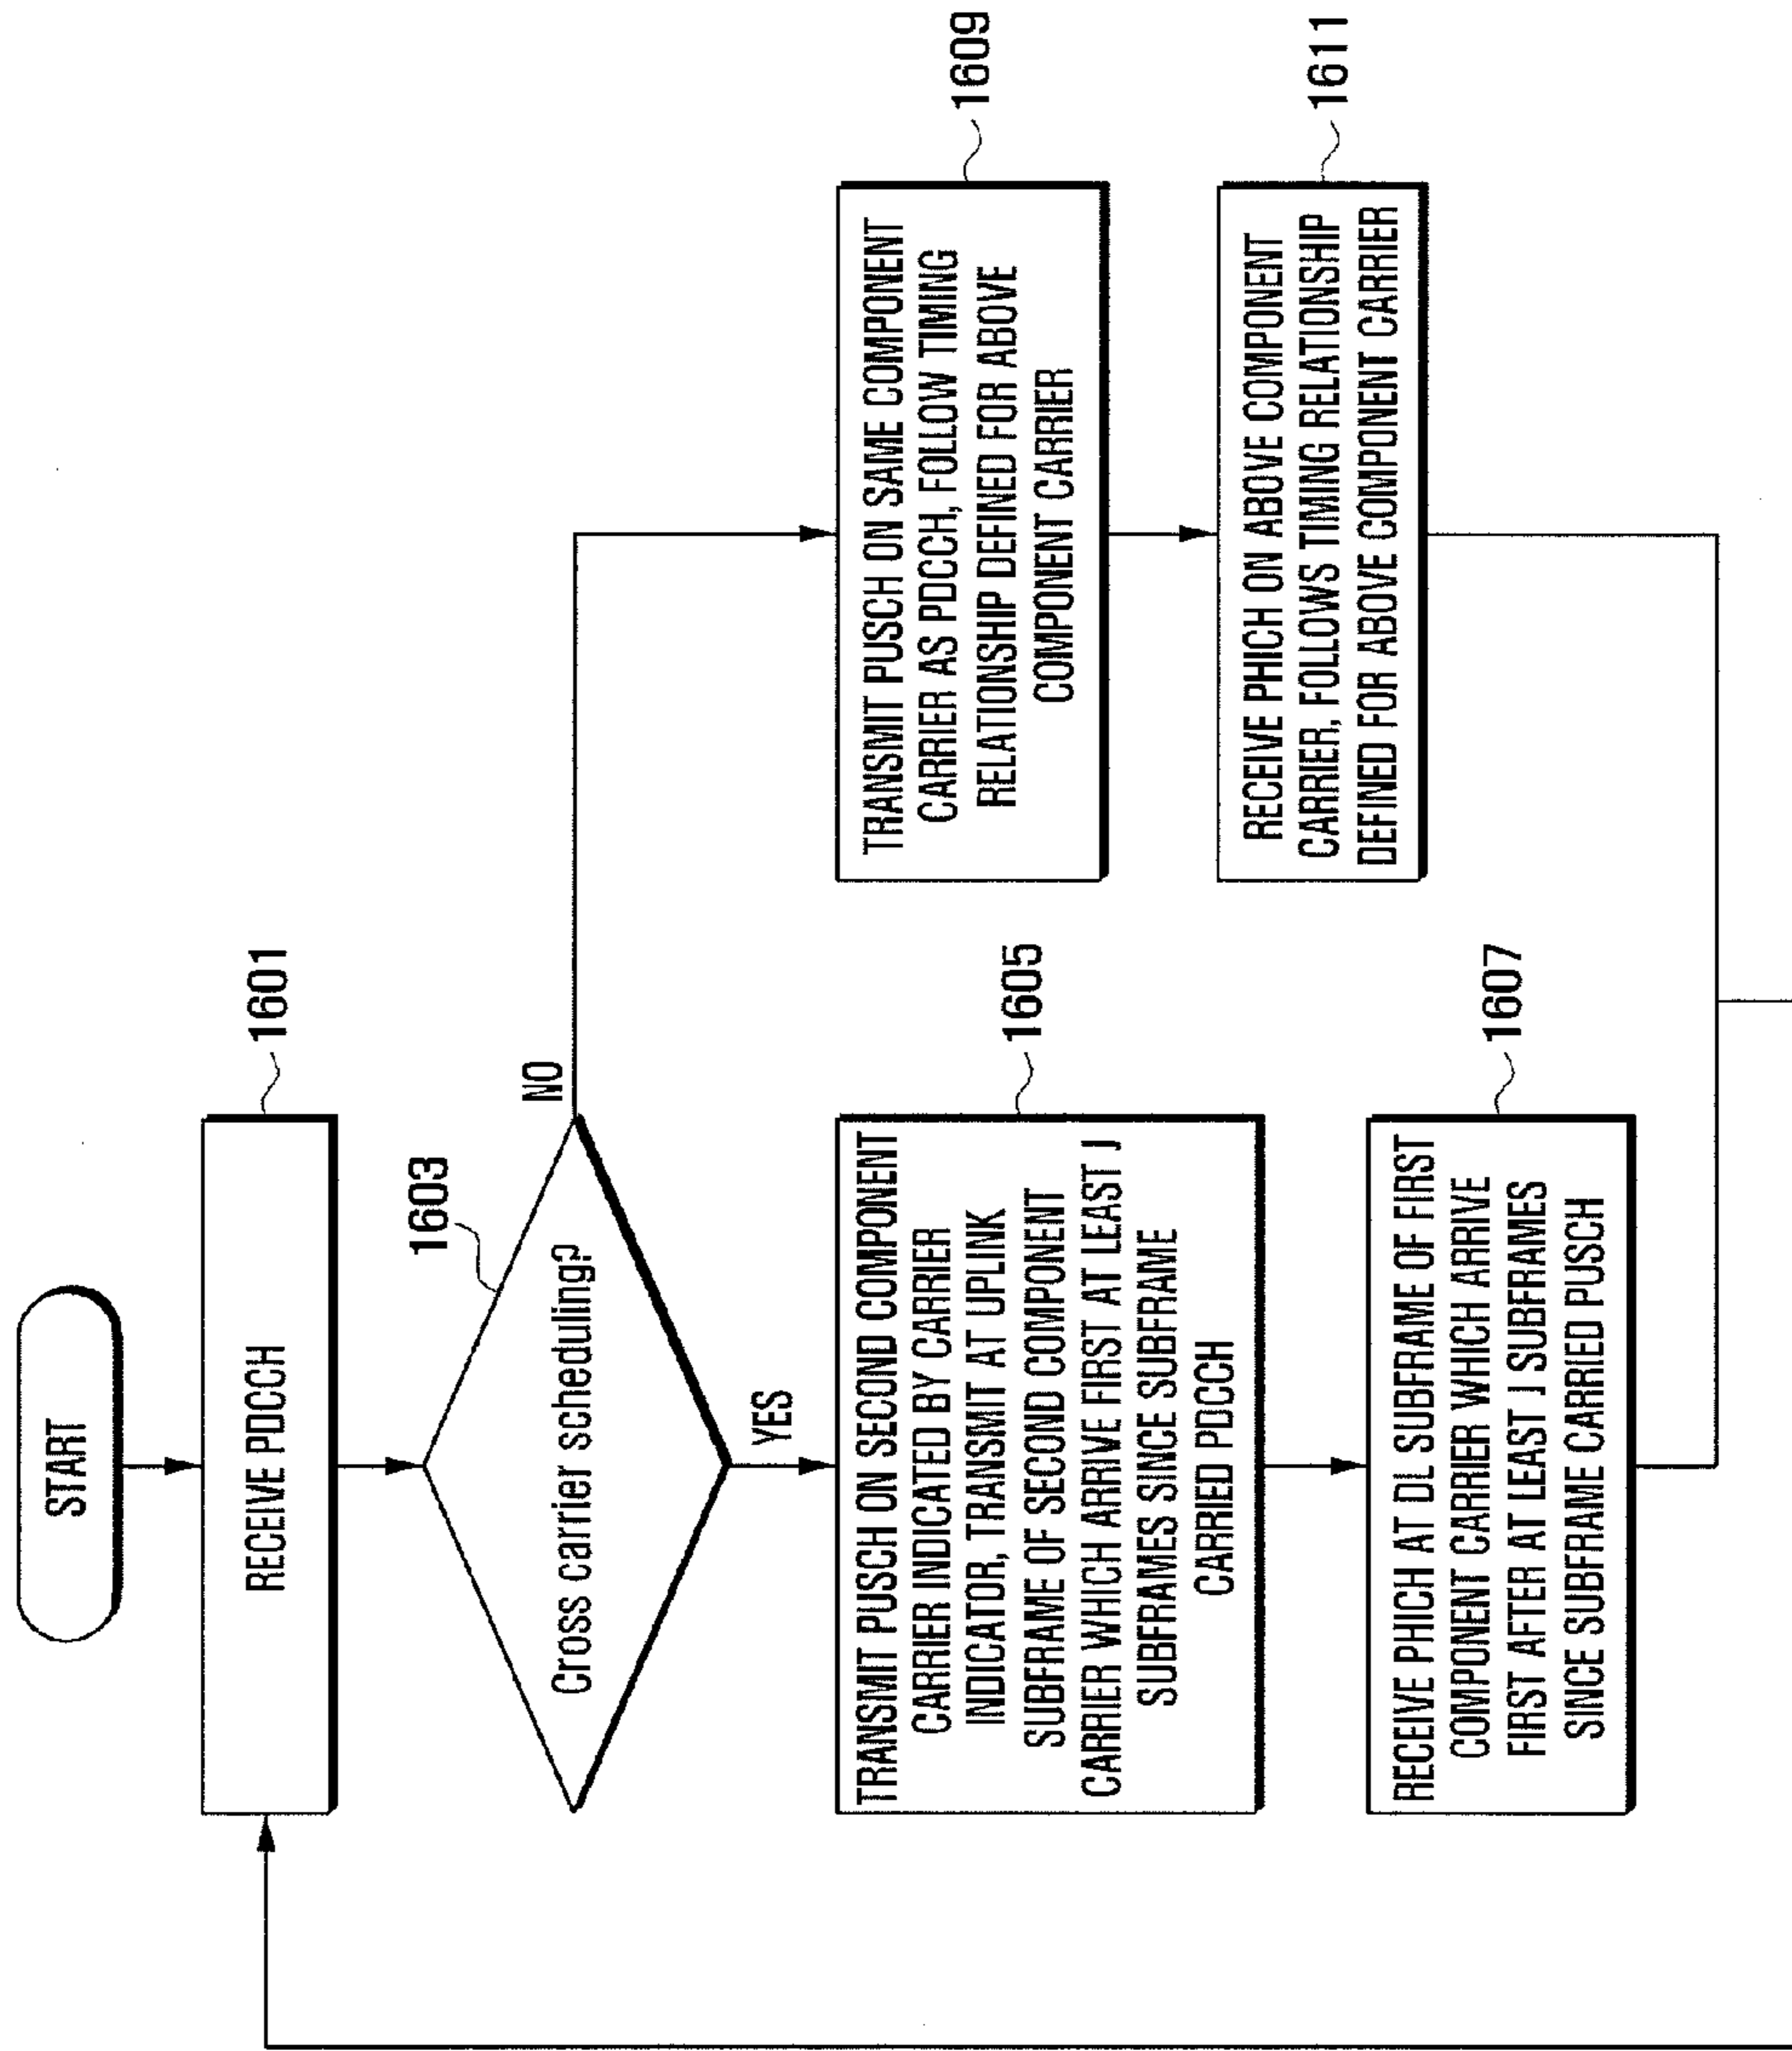 START
RECEIVE PDCCH
1601
1603
Cross carrier scheduling?
NO
YES
TRANSMIT PUSCH ON SECOND COMPONENT
CARRIER INDICATED BY CARRIER
INDICATOR, TRANSMIT AT UPLINK
SUBFRAME OF SECOND COMPONENT
CARRIER WHICH ARRIVE FIRST AT LEAST J
SUBFRAMES SINCE SUBFRAME
CARRIED PDCCH
1605
RECEIVE PHICH AT DL SUBFRAME OF FIRST
COMPONENT CARRIER WHICH ARRIVE
FIRST AFTER AT LEAST J SUBFRAMES
SINCE SUBFRAME CARRIED PUSCH
1607
TRANSMIT PUSCH ON SAME COMPONENT
CARRIER AS PDCCH, FOLLOW TIMING
RELATIONSHIP DEFINED FOR ABOVE
COMPONENT CARRIER
1609
RECEIVE PHICH ON ABOVE COMPONENT
CARRIER, FOLLOWS TIMING RELATIONSHIP
DEFINED FOR ABOVE COMPONENT CARRIER
1611